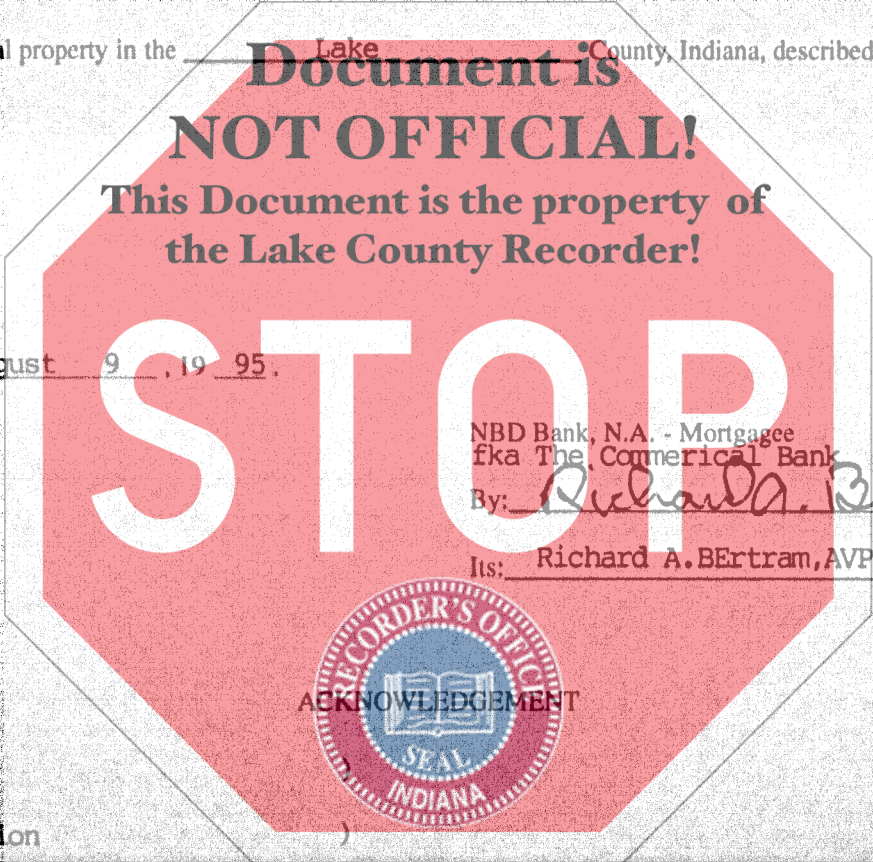 l property in the Lake County, Indiana, described
Document is
NOT OFFICIAL!
This Document is the property of
the Lake County Recorder!
gust 9 , 19 95.
STOP
NBD Bank, N.A. - Mortgagee
fka The Commerical Bank
By: Richard A. B
Its: Richard A.BErtram,AVP
RECORDER'S OFFICE
ACKNOWLEDGEMENT
SEAL
INDIANA
)
ion )